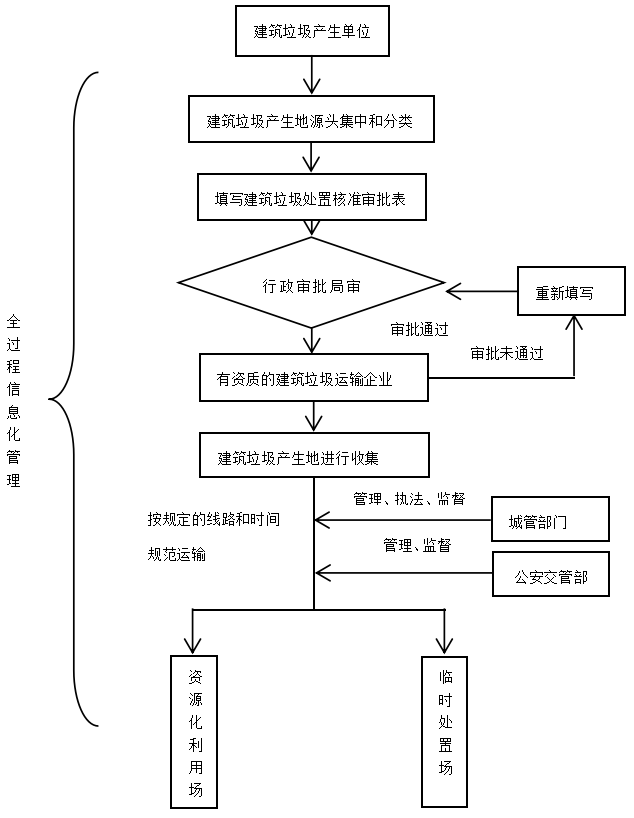 建筑垃圾产生单位
建筑垃圾产生地源头集中和分类
填写建筑垃圾处置核准审批表
行政审批局审
重新填写
审批通过
审批未通过
有资质的建筑垃圾运输企业
建筑垃圾产生地进行收集
全过程信息化管理
管理、执法、监督
城管部门
按规定的线路和时间
规范运输
管理、监督
公安交管部
资源化利用场
临时处置场